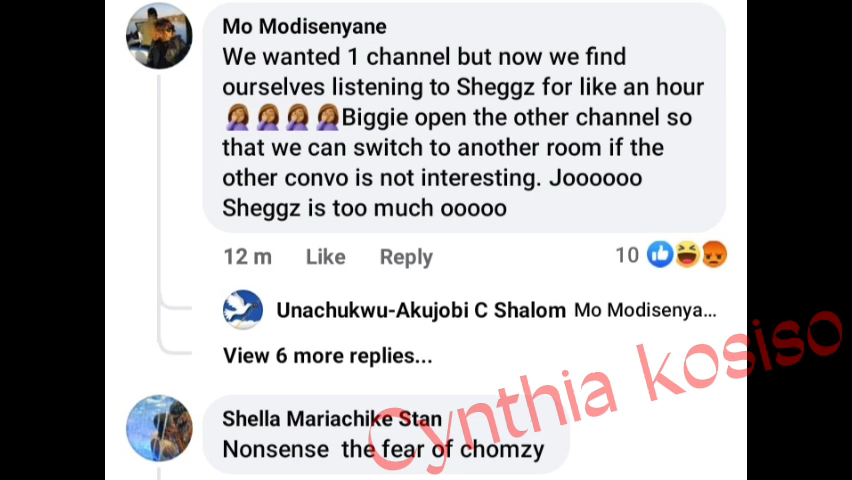 Mo Modisenyane
We wanted 1 channel but now we find
ourselves listening to Sheggz for like an hour
🤦🏾‍♀️🤦🏾‍♀️🤦🏾‍♀️🤦🏾‍♀️Biggie open the other channel so
that we can switch to another room if the
other convo is not interesting. Joooooo
Sheggz is too much ooooo
12 m Like Reply 10
Unachukwu-Akujobi C Shalom Mo Modisenya...
View 6 more replies...
Cynthia kosiso
Shella Mariachike Stan
Nonsense the fear of chomzy